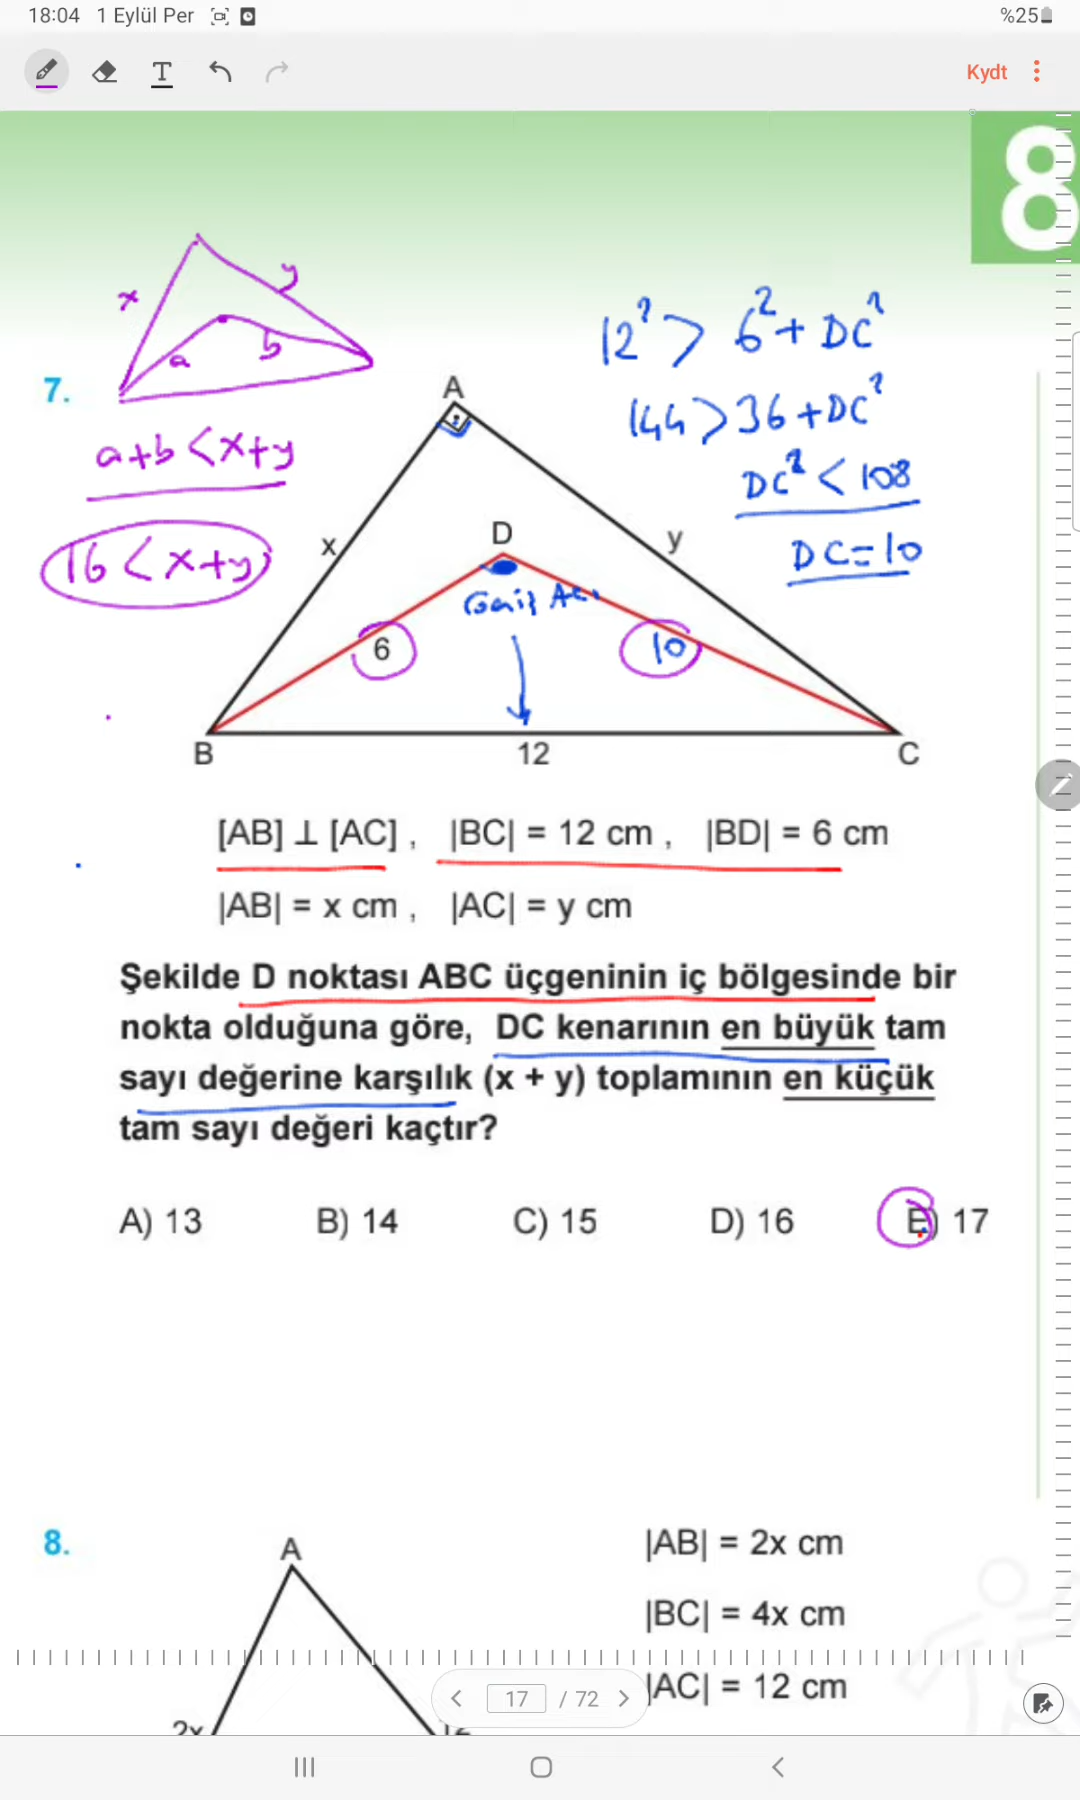 18:04 1 Eylül Per
%25
T
Kydt
8
x
y
a
b
7.
a+b<x+y
16<x+y
12²>6²+DC²
144>36+DC²
DC²<108
DC=10
A
x
D
y
Geniş Aç.
6
10
B
12
C
[AB] ⊥ [AC] , |BC| = 12 cm , |BD| = 6 cm
|AB| = x cm , |AC| = y cm
Şekilde D noktası ABC üçgeninin iç bölgesinde bir
nokta olduğuna göre, DC kenarının en büyük tam
sayı değerine karşılık (x + y) toplamının en küçük
tam sayı değeri kaçtır?
A) 13 B) 14 C) 15 D) 16 E) 17
8.
A
|AB| = 2x cm
|BC| = 4x cm
|AC| = 12 cm
2x
12
17 / 72